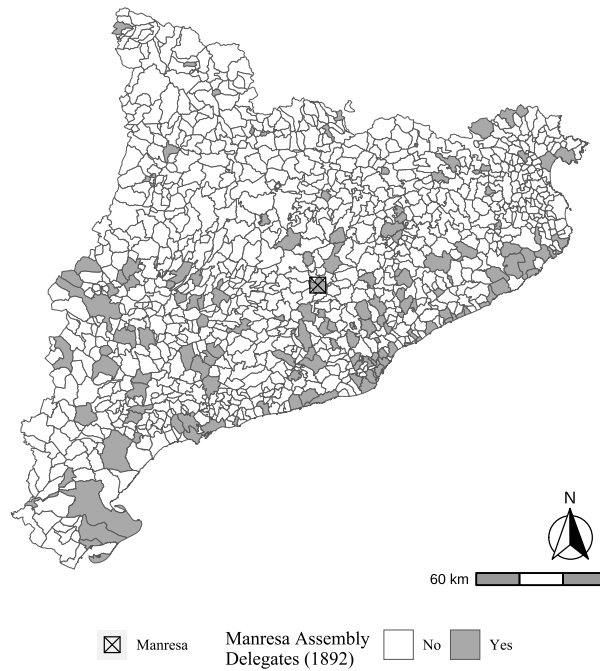 N
60 km
Manresa
Manresa Assembly
Delegates (1892)
No
Yes